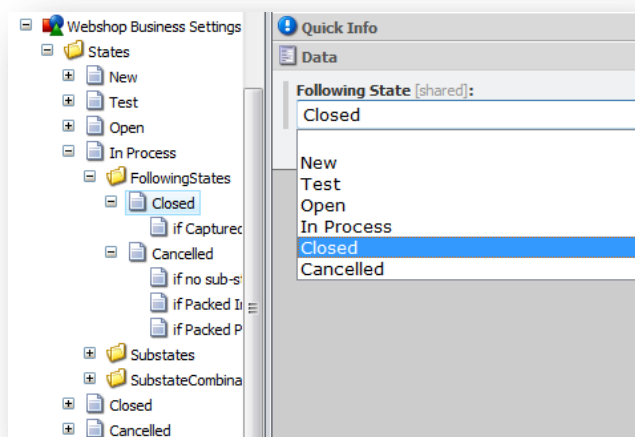 Webshop Business Settings
States
New
Test
Open
In Process
FollowingStates
Closed
if Captured
Cancelled
if no sub-s
if Packed I
if Packed P
Substates
SubstateCombina
Closed
Cancelled
Quick Info
Data
Following State [shared]:
Closed
New
Test
Open
In Process
Closed
Cancelled